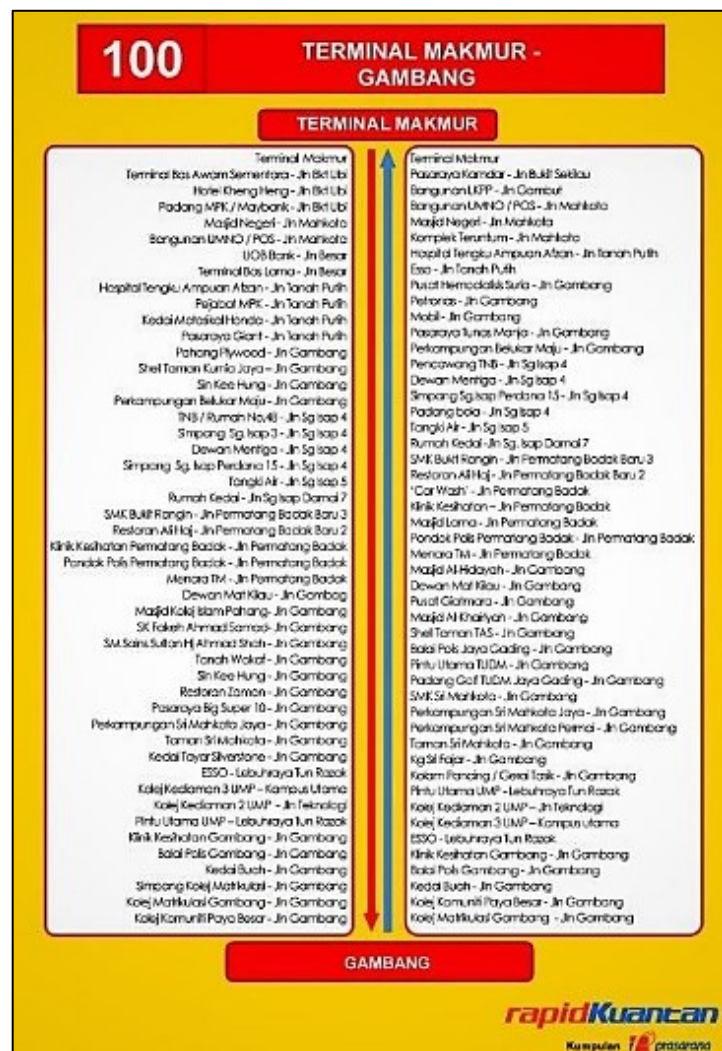 100
TERMINAL MAKMUR -
GAMBANG
TERMINAL MAKMUR
Terminal Makmur
Terminal Bas Awam Sementara - Jln Bkt Ubi
Hotel Kheng Heng - Jln Bkt Ubi
Padang MPK / Maybank - Jln Bkt Ubi
Masjid Negeri - Jln Mahkota
Bangunan UMNO / POS - Jln Mahkota
UOB Bank - Jln Besar
Terminal Bas Lama - Jln Besar
Hospital Tengku Ampuan Afzan - Jln Tanah Putih
Pejabat MPK - Jln Tanah Putih
Kedai Motosikal Honda - Jln Tanah Putih
Pasaraya Giant - Jln Tanah Putih
Pahang Plywood - Jln Gambang
Shell Taman Kurnia Jaya - Jln Gambang
Sin Kee Hung - Jln Gambang
Perkampungan Belukar Maju - Jln Gambang
TNB / Rumah No.48 - Jln Sg Isap 4
Simpang Sg. Isap 3 - Jln Sg Isap 4
Dewan Mentiga - Jln Sg Isap 4
Simpang Sg. Isap Perdana 15 - Jln Sg Isap 4
Tangki Air - Jln Sg Isap 5
Rumah Kedai - Jln Sg Isap Damai 7
SMK Bukit Rangin - Jln Permatang Badak Baru 3
Restoran Ali Haj - Jln Permatang Badak Baru 2
Klinik Kesihatan Permatang Badak - Jln Permatang Badak
Pondok Polis Permatang Badak - Jln Permatang Badak
Menara TM - Jln Permatang Badak
Dewan Mat Kilau - Jln Gambag
Masjid Kolej Islam Pahang - Jln Gambang
SK Fakeh Ahmad Samad- Jln Gambang
SM Sains Sultan Hj Ahmad Shah - Jln Gambang
Tanah Wakaf - Jln Gambang
Sin Kee Hung - Jln Gambang
Restoran Zaman - Jln Gambang
Pasaraya Big Super 10 - Jln Gambang
Perkampungan Sri Mahkota Jaya - Jln Gambang
Taman Sri Mahkota - Jln Gambang
Kedai Tayar Silverstone - Jln Gambang
ESSO - Lebuhraya Tun Razak
Kolej Kediaman 3 UMP - Kampus Utama
Kolej Kediaman 2 UMP - Jln Teknologi
Pintu Utama UMP - Lebuhraya Tun Razak
Klinik Kesihatan Gambang - Jln Gambang
Balai Polis Gambang - Jln Gambang
Kedai Buah - Jln Gambang
Simpang Kolej Matrikulasi - Jln Gambang
Kolej Matrikulasi Gambang - Jln Gambang
Kolej Komuniti Paya Besar - Jln Gambang
Terminal Makmur
Pasaraya Kamdar - Jln Bukit Sekilau
Bangunan LKPP - Jln Gambut
Bangunan UMNO / POS - Jln Mahkota
Masjid Negeri - Jln Mahkota
Komplek Teruntum - Jln Mahkota
Hospital Tengku Ampuan Afzan - Jln Tanah Putih
Esso - Jln Tanah Putih
Pusat Hemodialisis Suria - Jln Gambang
Petronas - Jln Gambang
Mobil - Jln Gambang
Pasaraya Tunas Manja - Jln Gambang
Perkampungan Belukar Maju - Jln Gambang
Pencawang TNB - Jln Sg Isap 4
Dewan Mentiga - Jln Sg Isap 4
Simpang Sg.Isap Perdana 15 - Jln Sg Isap 4
Padang bola - Jln Sg Isap 4
Tangki Air - Jln Sg Isap 5
Rumah Kedai -Jln Sg. Isap Damai 7
SMK Bukit Rangin - Jln Permatang Badak Baru 3
Restoran Ali Haj - Jln Permatang Badak Baru 2
'Car Wash' - Jln Permatang Badak
Klinik Kesihatan - Jln Permatang Badak
Masjid Lama - Jln Permatang Badak
Pondok Polis Permatang Badak - Jln Permatang Badak
Menara TM - Jln Permatang Badak
Masjid Al-Hidayah - Jln Gambang
Dewan Mat Kilau - Jln Gambang
Pusat Giatmara - Jln Gambang
Masjid Al-Khairiyah - Jln Gambang
Shell Taman TAS - Jln Gambang
Balai Polis Jaya Gading - Jln Gambang
Pintu Utama TUDM - Jln Gambang
Padang Golf TUDM Jaya Gading - Jln Gambang
SMK Sri Mahkota - Jln Gambang
Perkampungan Sri Mahkota Jaya - Jln Gambang
Perkampungan Sri Mahkota Permai - Jln Gambang
Taman Sri Mahkota - Jln Gambang
Kg Sri Fajar - Jln Gambang
Kolam Pancing / Gerai Tasik - Jln Gambang
Pintu Utama UMP - Lebuhraya Tun Razak
Kolej Kediaman 2 UMP - Jln Teknologi
Kolej Kediaman 3 UMP - Kampus utama
ESSO - Lebuhraya Tun Razak
Klinik Kesihatan Gambang - Jln Gambang
Balai Polis Gambang - Jln Gambang
Kedai Buah - Jln Gambang
Kolej Komuniti Paya Besar - Jln Gambang
Kolej Matrikulasi Gambang - Jln Gambang
GAMBANG
rapidKuantan
Kumpulan prasarana